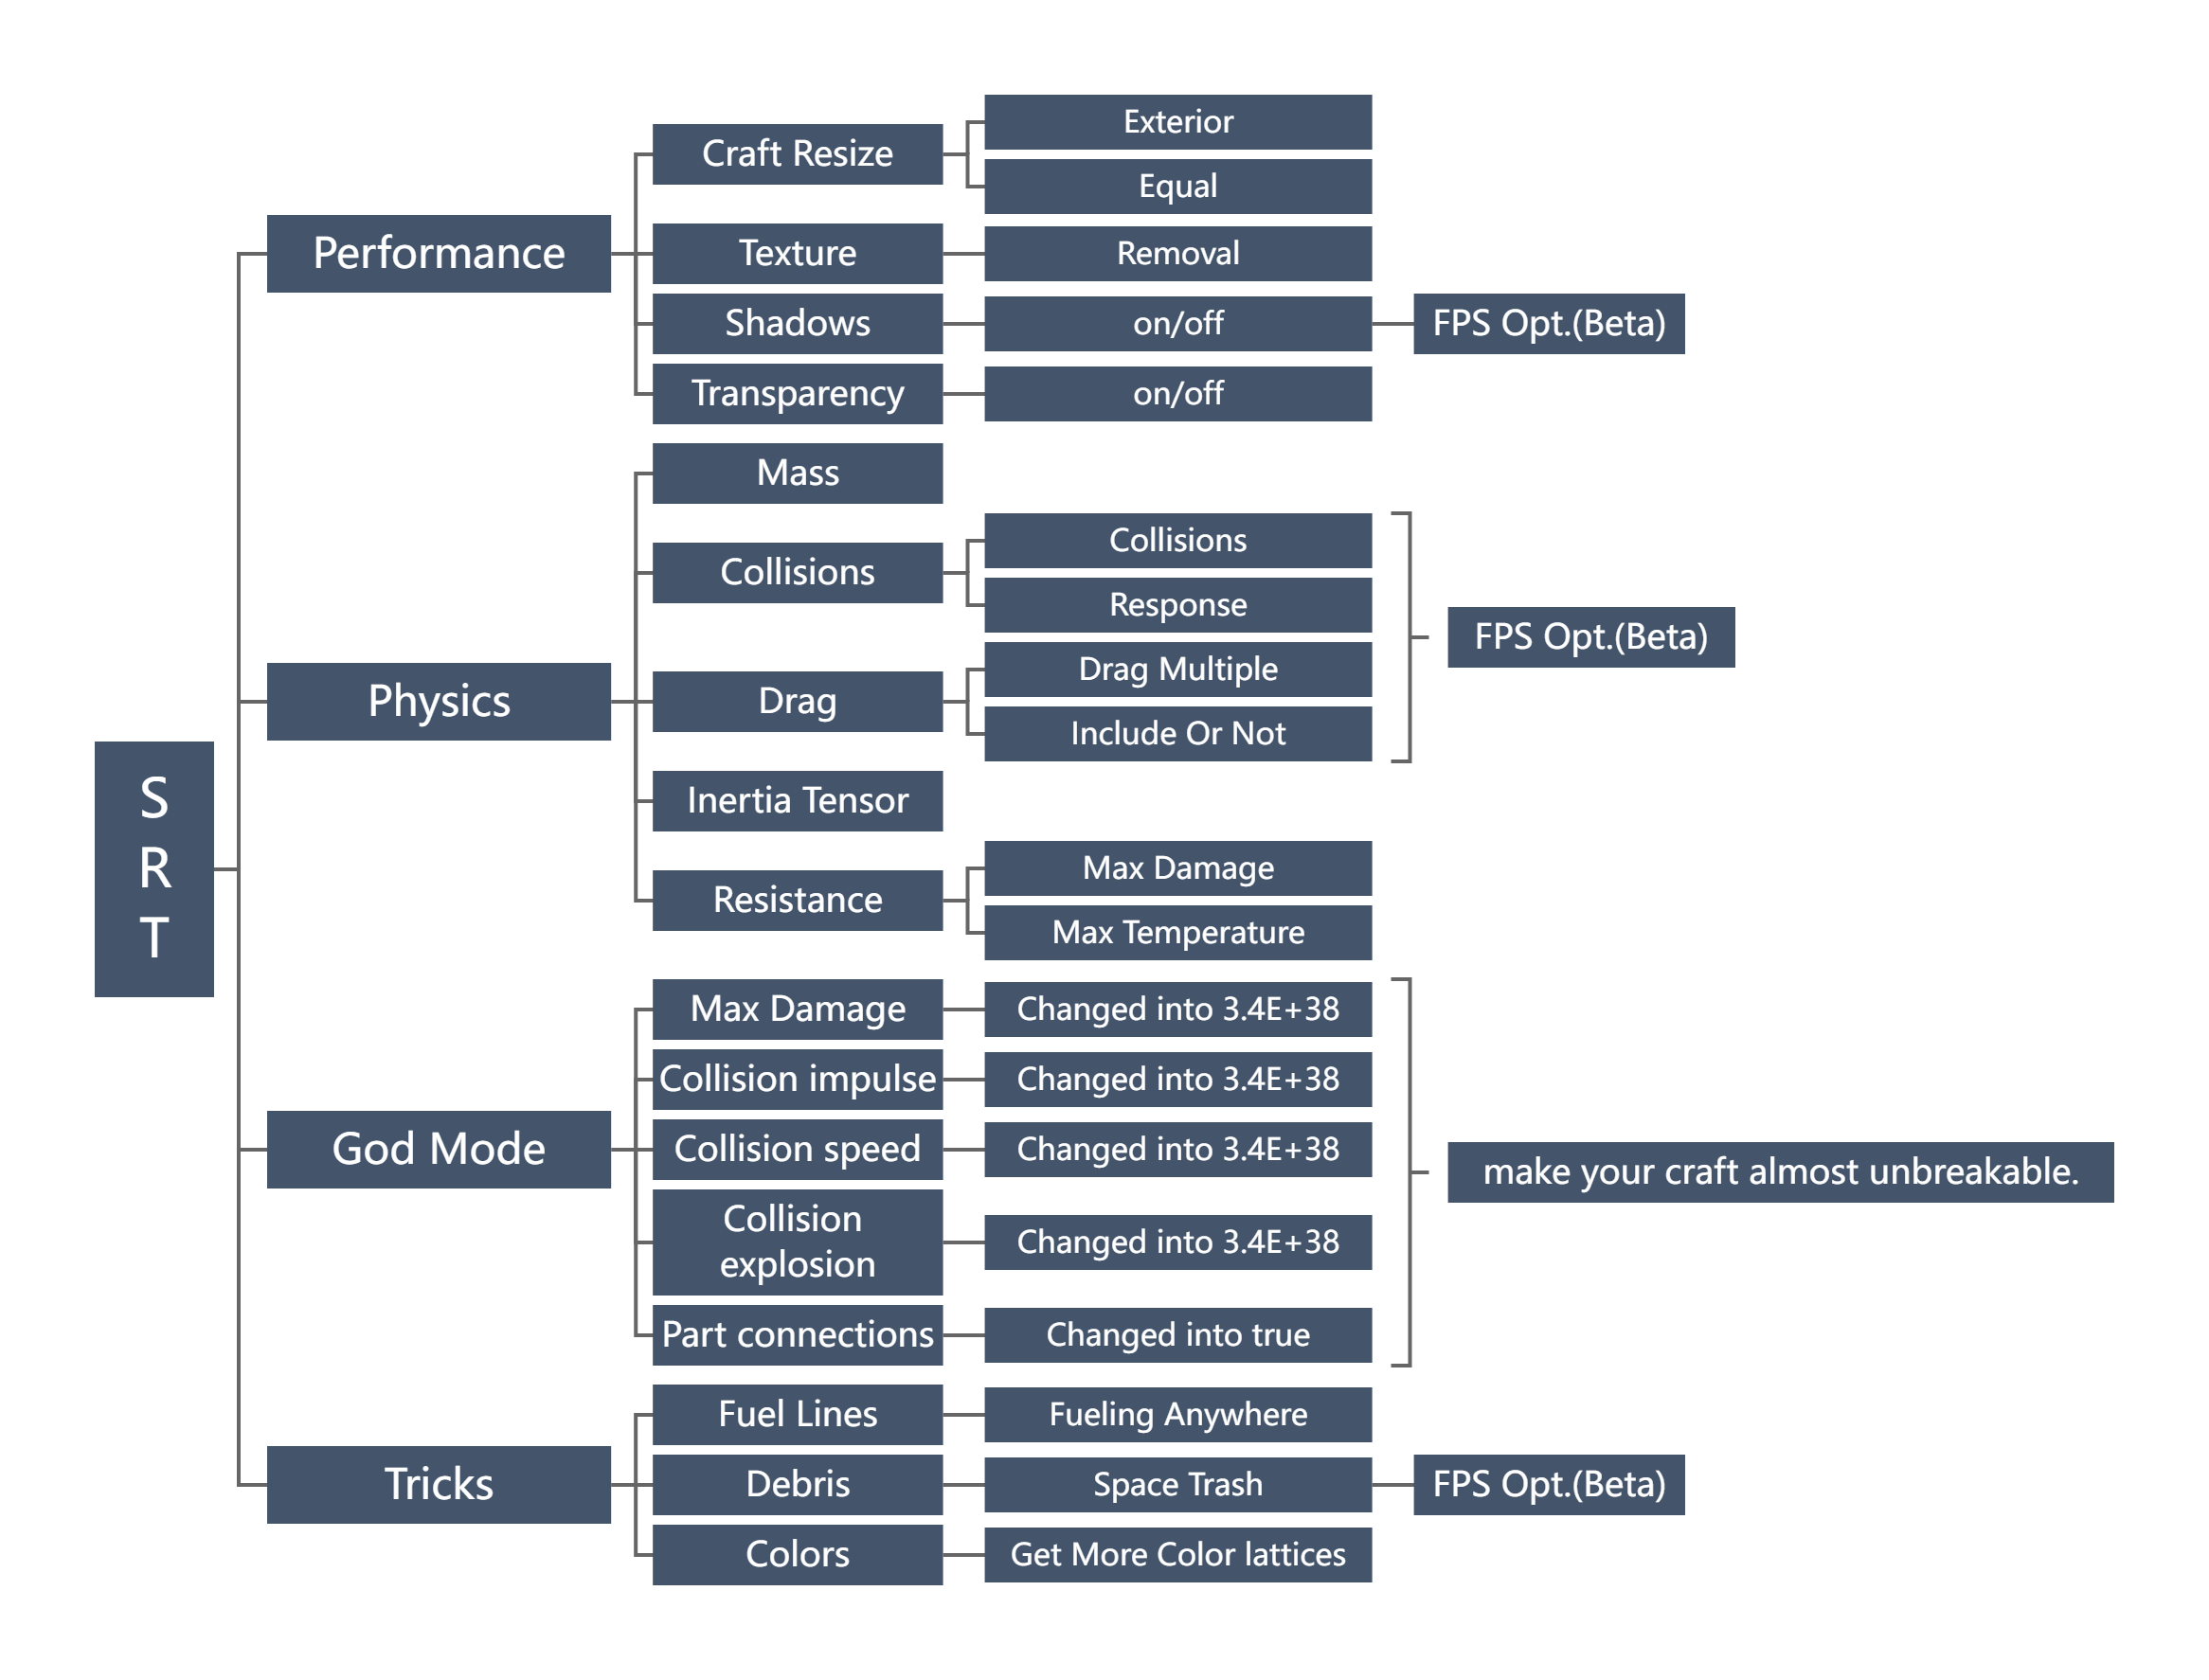 S
R
T
Performance
Craft Resize
Exterior
Equal
Texture
Removal
Shadows
on/off
FPS Opt.(Beta)
Transparency
on/off
Physics
Mass
Collisions
Collisions
Response
Drag
Drag Multiple
Include Or Not
FPS Opt.(Beta)
Inertia Tensor
Resistance
Max Damage
Max Temperature
God Mode
Max Damage
Changed into 3.4E+38
Collision impulse
Changed into 3.4E+38
Collision speed
Changed into 3.4E+38
Collision
explosion
Changed into 3.4E+38
Part connections
Changed into true
make your craft almost unbreakable.
Tricks
Fuel Lines
Fueling Anywhere
Debris
Space Trash
FPS Opt.(Beta)
Colors
Get More Color lattices